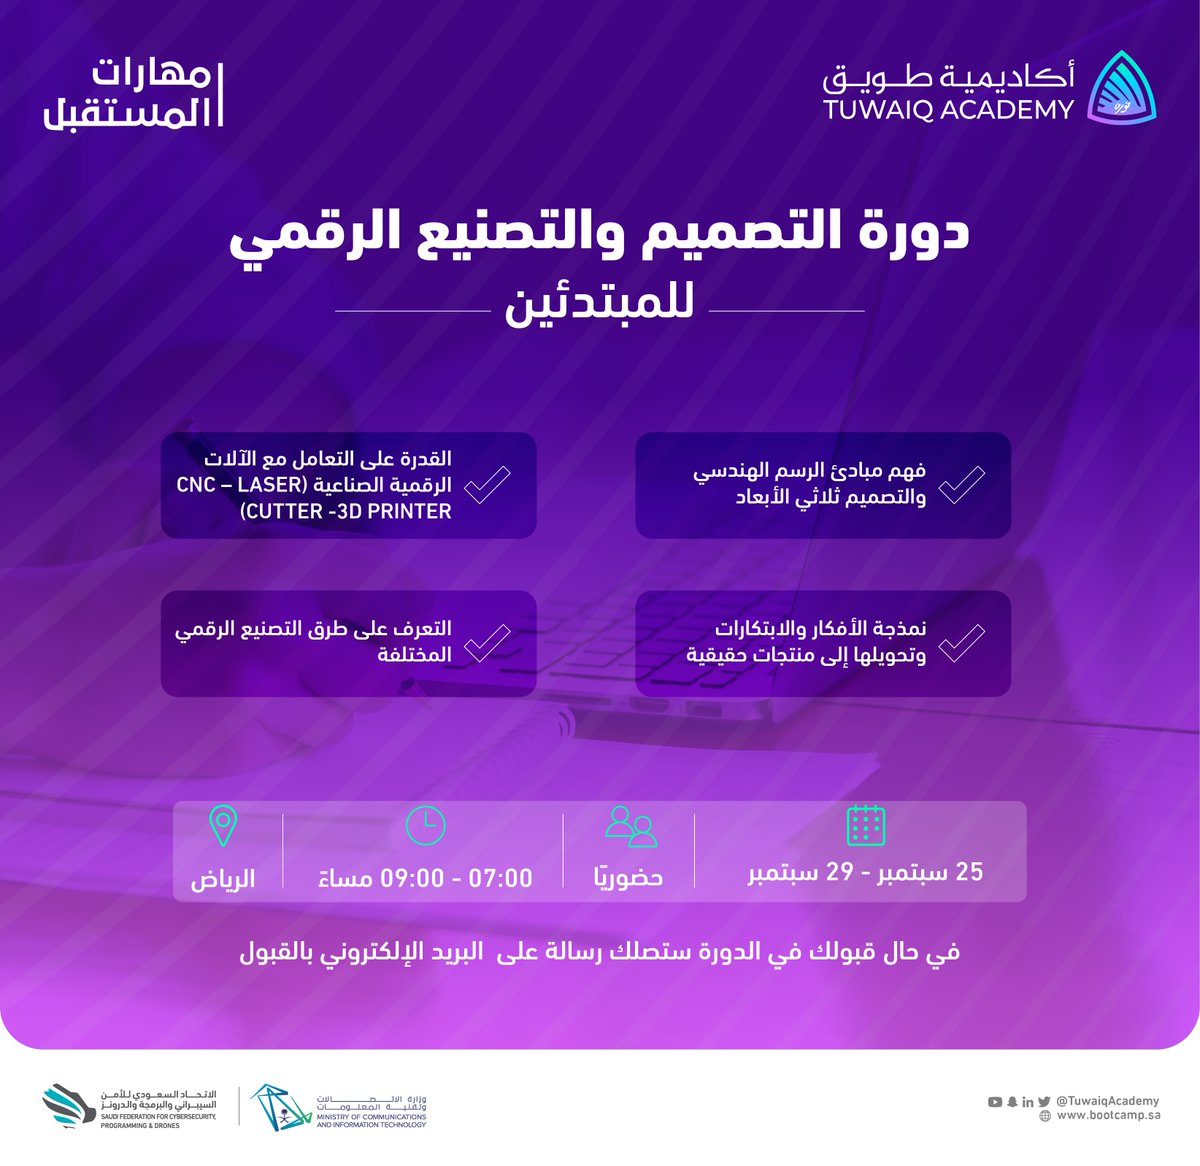 أكاديمية طويق
TUWAIQ ACADEMY
مهارات
المستقبل
دورة التصميم والتصنيع الرقمي
للمبتدئين
فهم مبادئ الرسم الهندسي
والتصميم ثلاثي الأبعاد
القدرة على التعامل مع الآلات
الرقمية الصناعية (CNC – LASER
CUTTER -3D PRINTER)
نمذجة الأفكار والابتكارات
وتحويلها إلى منتجات حقيقية
التعرف على طرق التصنيع الرقمي
المختلفة
25 سبتمبر - 29 سبتمبر
حضوريًا
07:00 - 09:00 مساءً
الرياض
في حال قبولك في الدورة ستصلك رسالة على البريد الإلكتروني بالقبول
@TuwaiqAcademy
www.bootcamp.sa
وزارة الاتصالات
وتقنية المعلومات
MINISTRY OF COMMUNICATIONS
AND INFORMATION TECHNOLOGY
الاتحاد السعودي للأمن
السيبراني والبرمجة والدرونز
SAUDI FEDERATION FOR CYBERSECURITY,
PROGRAMMING & DRONES